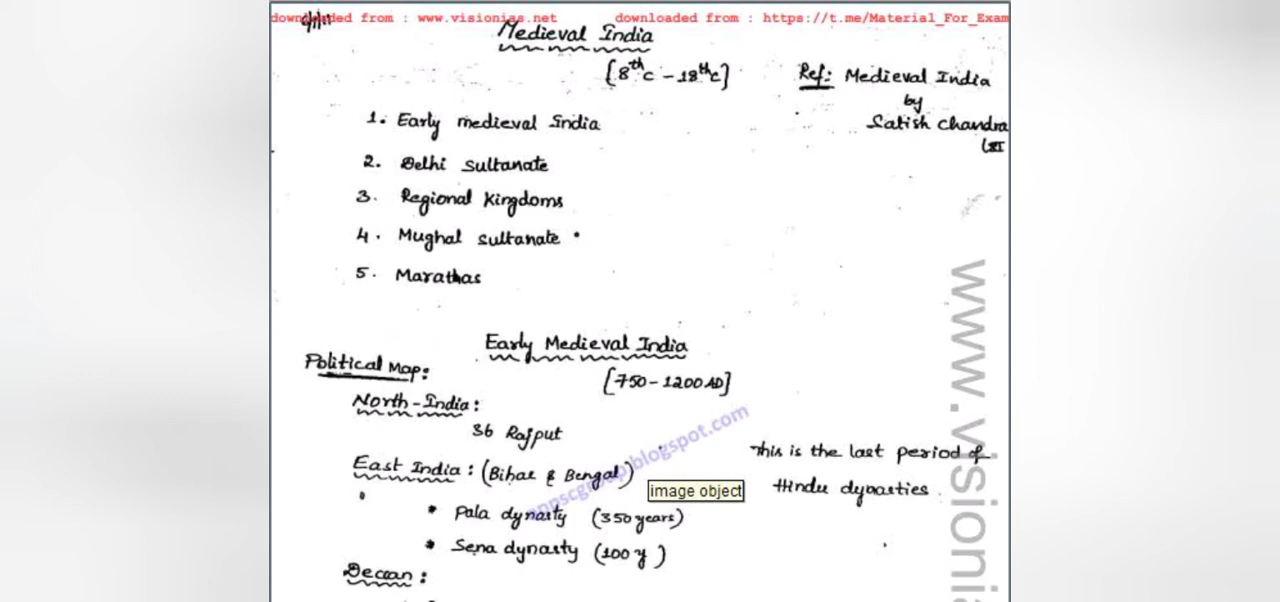 downloaded from : www.visionias.net downloaded from : https://t.me/Material_For_Exam
Medieval India
[8th c - 18th c]
Ref: Medieval India
by
Satish Chandra
1. Early medieval India
2. Delhi Sultanate
3. Regional Kingdoms
4. Mughal Sultanate
5. Marathas
Early Medieval India
[750 - 1200 AD]
Political Map:
North-India:
36 Rajput
East India: (Bihar & Bengal)
This is the last period of
Hindu dynasties.
image object
* Pala dynasty (350 years)
* Sena dynasty (100 y)
Deccan:
blogspot.com
www.visionia